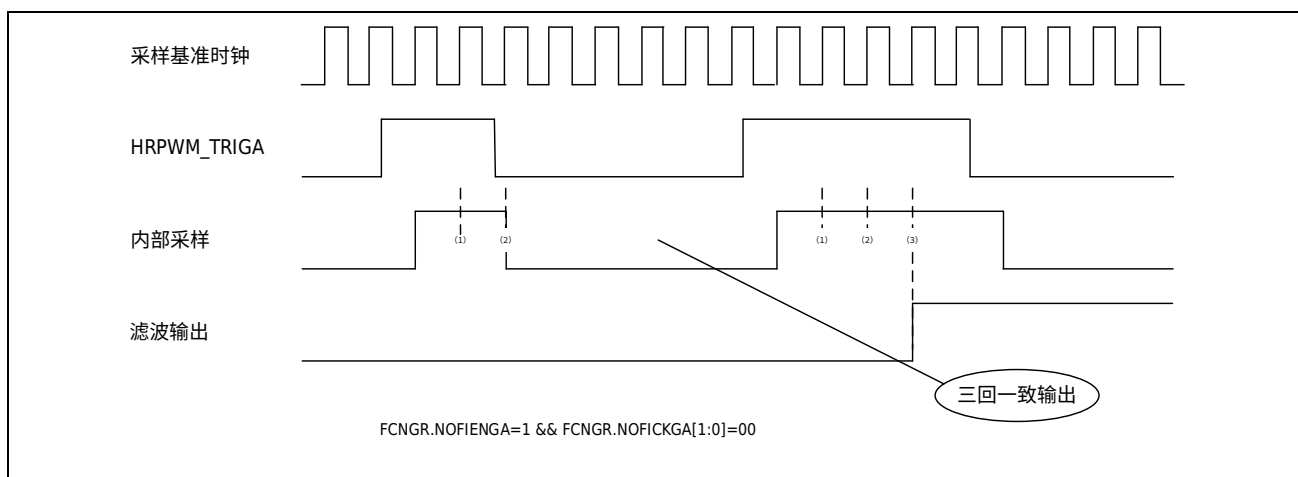 采样基准时钟
HRPWM_TRIGA
内部采样
(1)
(2)
(1)
(2)
(3)
滤波输出
三回一致输出
FCNGR.NOFIENGA=1 && FCNGR.NOFICKGA[1:0]=00